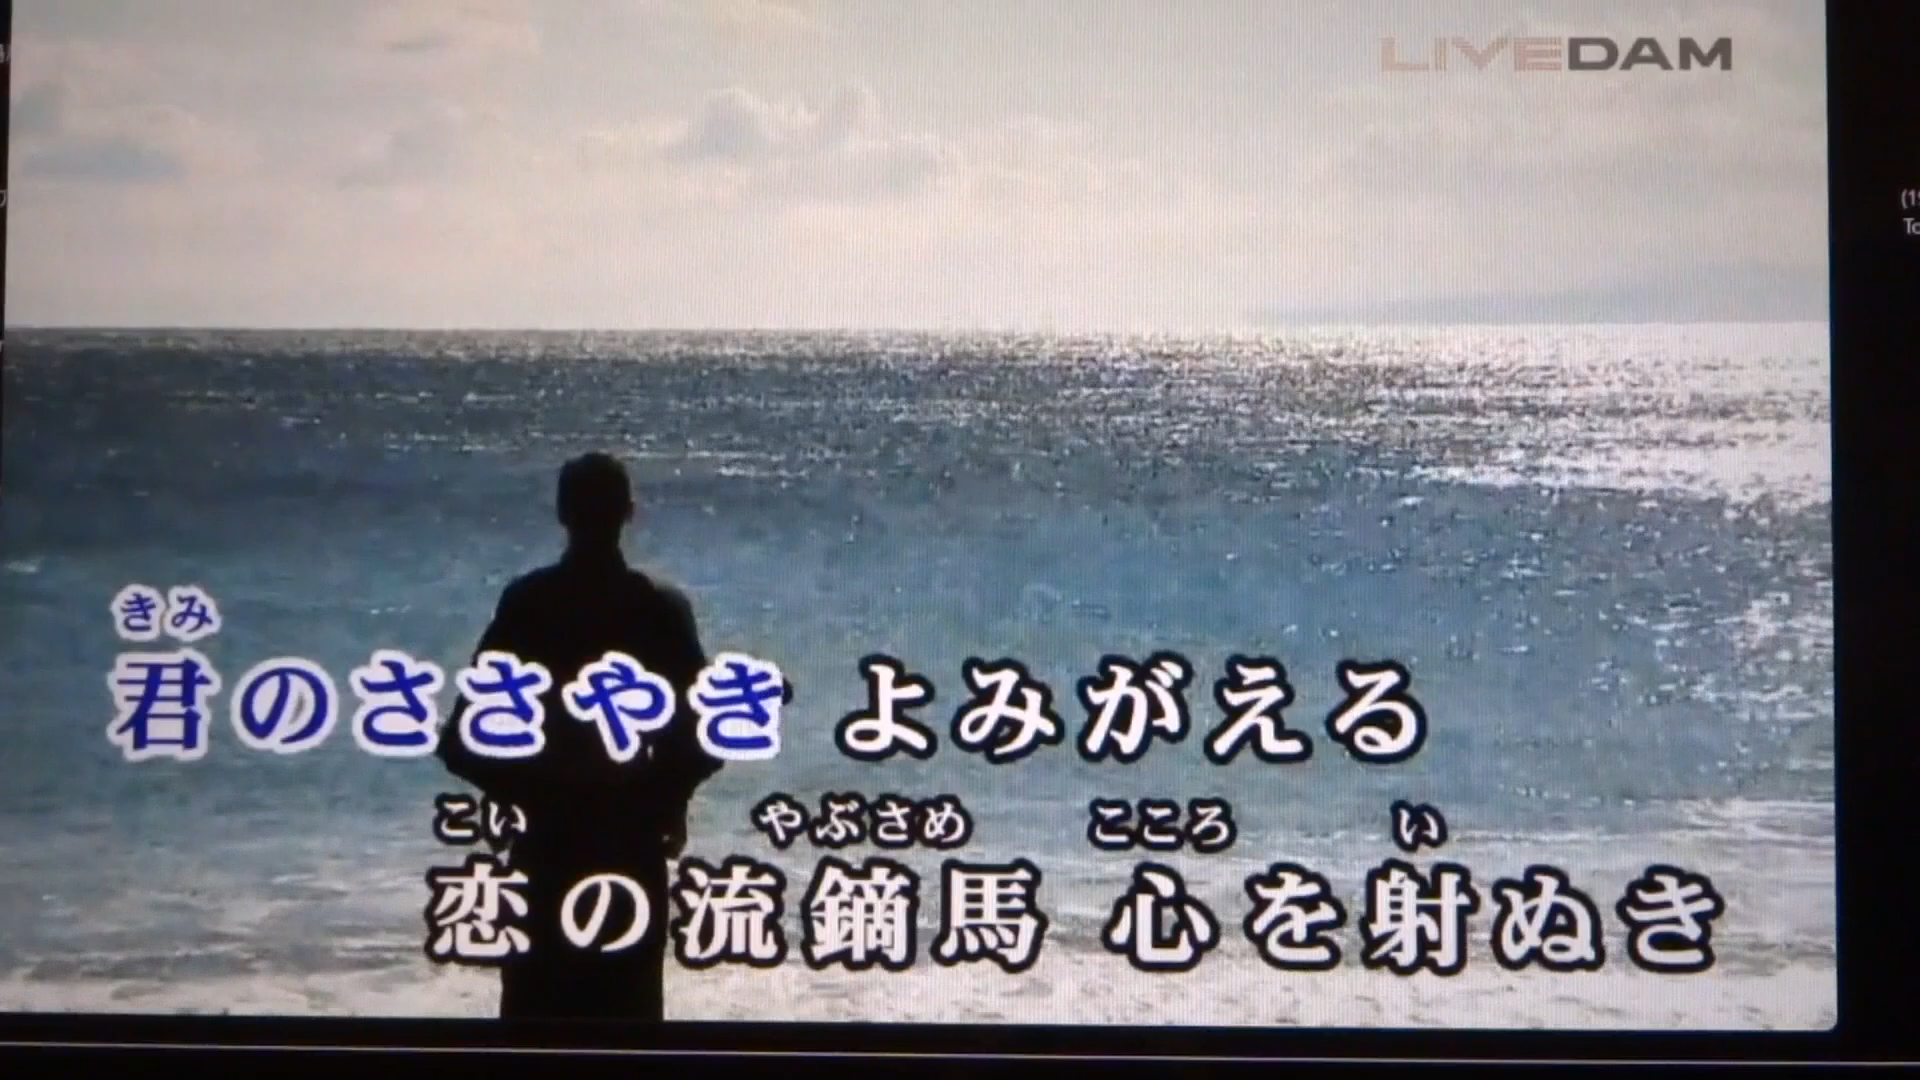 LIVEDAM
きみ
君のささやき よみがえる
こい やぶさめ こころ い
恋の流鏑馬 心を射ぬき